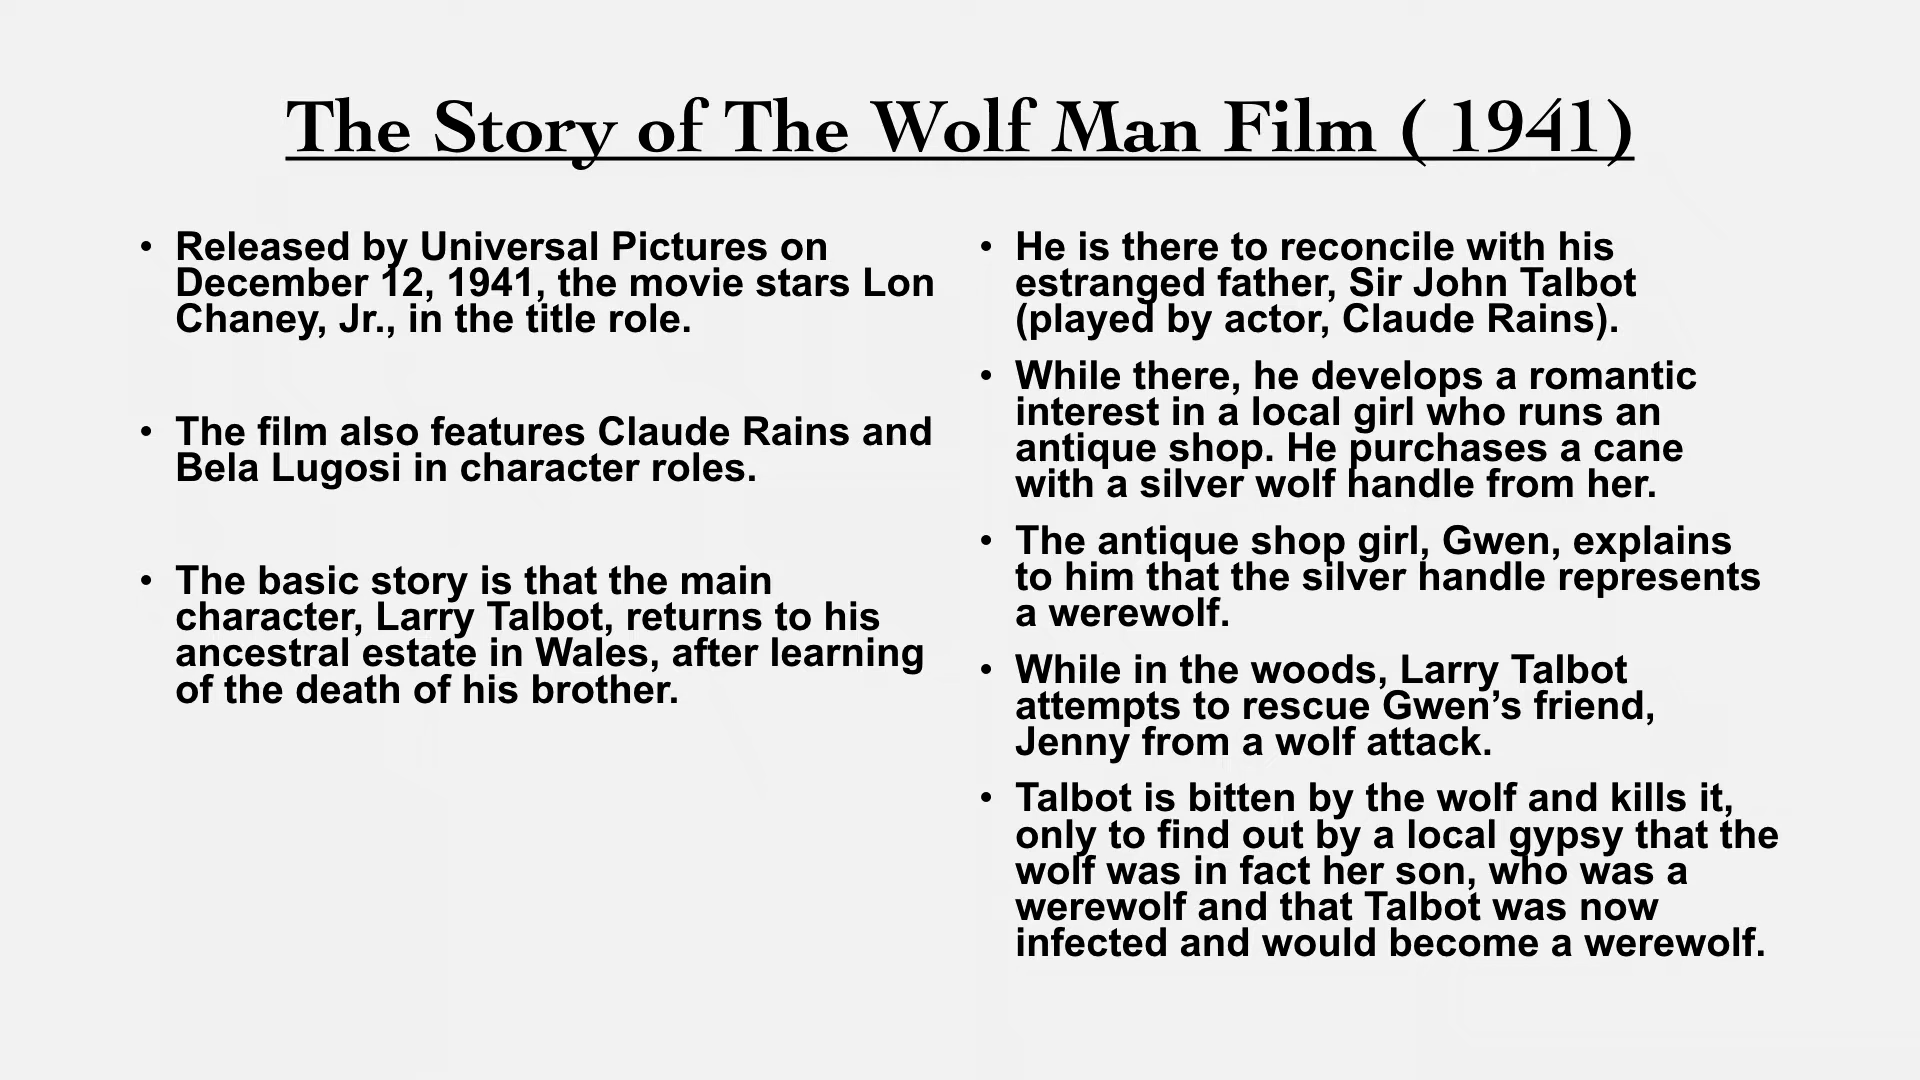 The Story of The Wolf Man Film ( 1941)
• Released by Universal Pictures on
December 12, 1941, the movie stars Lon
Chaney, Jr., in the title role.
• The film also features Claude Rains and
Bela Lugosi in character roles.
• The basic story is that the main
character, Larry Talbot, returns to his
ancestral estate in Wales, after learning
of the death of his brother.
• He is there to reconcile with his
estranged father, Sir John Talbot
(played by actor, Claude Rains).
• While there, he develops a romantic
interest in a local girl who runs an
antique shop. He purchases a cane
with a silver wolf handle from her.
• The antique shop girl, Gwen, explains
to him that the silver handle represents
a werewolf.
• While in the woods, Larry Talbot
attempts to rescue Gwen’s friend,
Jenny from a wolf attack.
• Talbot is bitten by the wolf and kills it,
only to find out by a local gypsy that the
wolf was in fact her son, who was a
werewolf and that Talbot was now
infected and would become a werewolf.